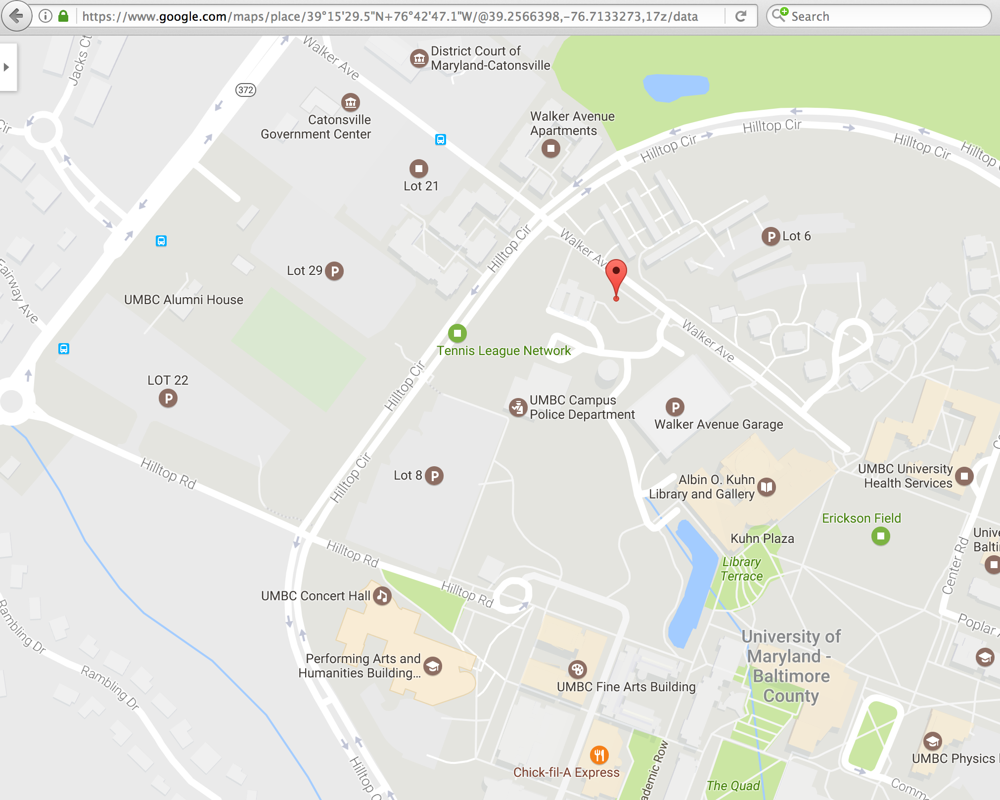 https://www.google.com/maps/place/39°15'29.5"N+76°42'47.1"W/@39.2566398,-76.7133273,17z/data
Search
Jacks Ct
Walker Ave
District Court of
Maryland-Catonsville
372
Catonsville
Government Center
Walker Avenue
Apartments
Cir
Hilltop Cir
Hilltop Cir
Hilltop Cir
Hilltop
Lot 21
Hilltop Cir
Walker Av
Lot 6
Lot 29
Fairway Ave
UMBC Alumni House
Walker Ave
Tennis League Network
Hilltop Cir
LOT 22
UMBC Campus
Police Department
Walker Avenue Garage
Hilltop Rd
Hilltop Cir
Lot 8
Albin O. Kuhn
Library and Gallery
UMBC University
Health Services
Erickson Field
Kuhn Plaza
Unive
Balti
Center Rd
Hilltop Rd
Library
Terrace
UMBC Concert Hall
Hilltop Rd
Poplar
Rambling Dr
University of
Maryland -
Baltimore
County
Performing Arts and
Humanities Building...
Rambling Dr
UMBC Fine Arts Building
Hilltop C
Chick-fil-A Express
ademic Row
UMBC Physics
The Quad
Comm